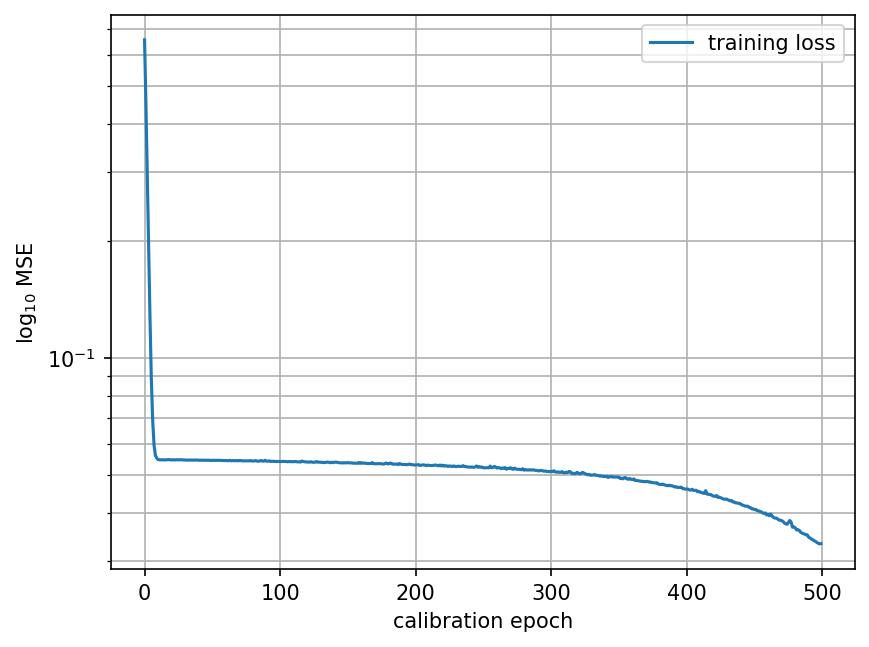 training loss
log₁₀ MSE
10⁻¹
0 100 200 300 400 500
calibration epoch